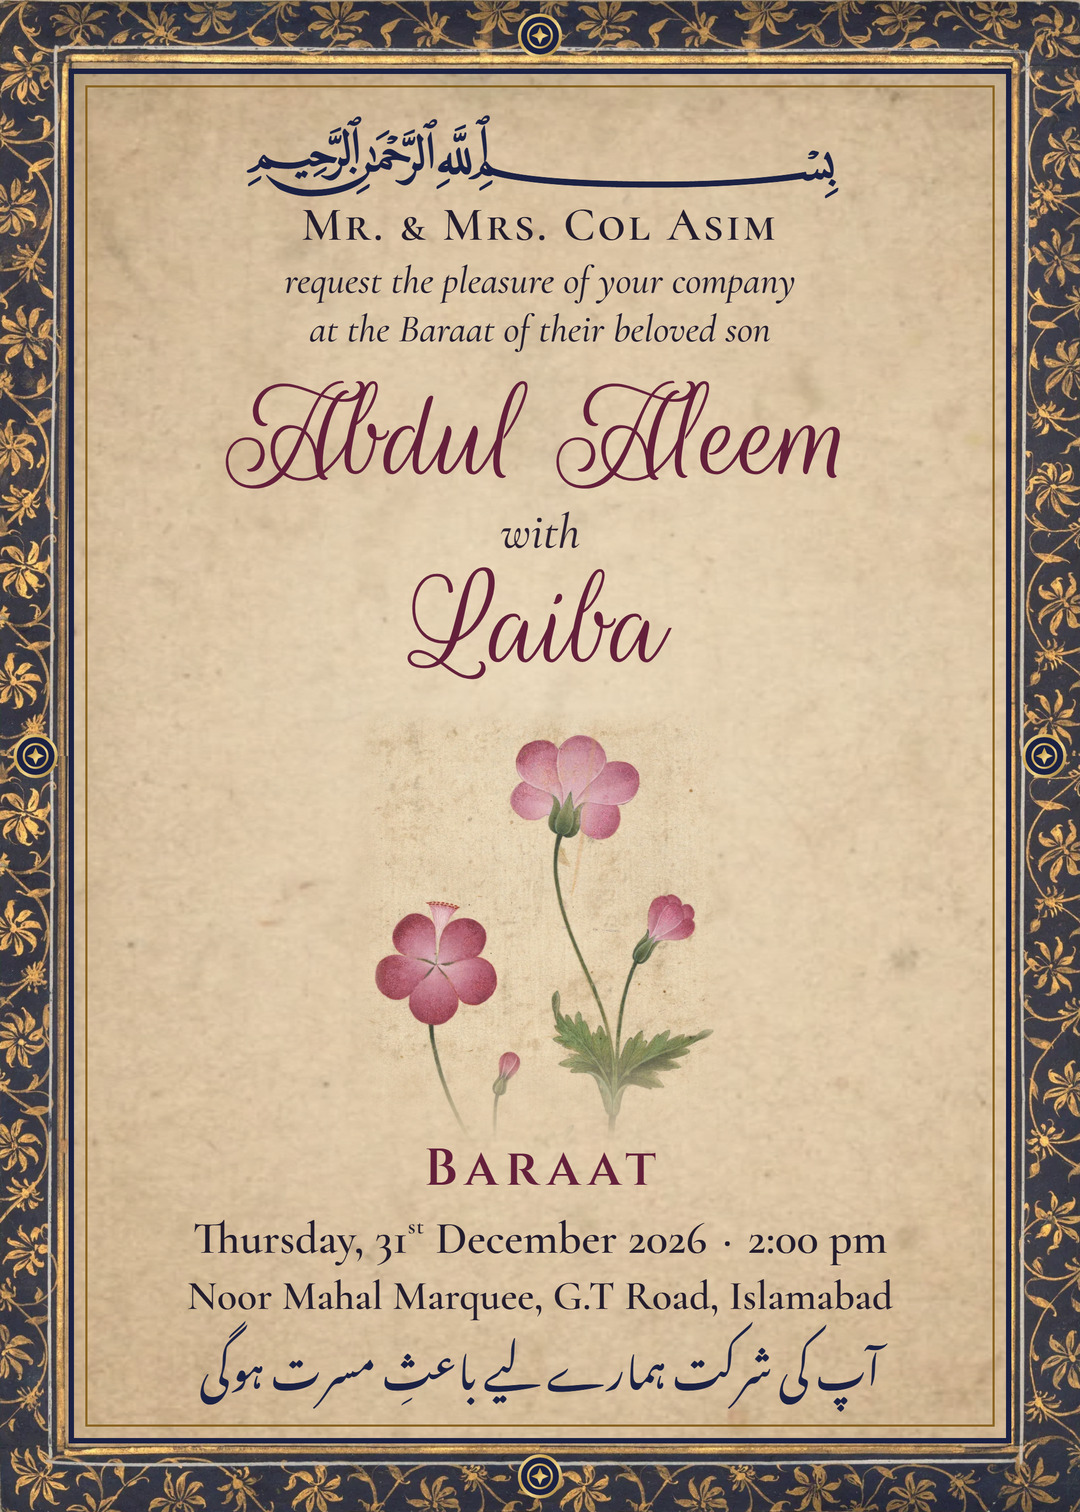 بِسْمِ ٱللَّهِ ٱلرَّحْمَٰنِ ٱلرَّحِيمِ
Mr. & Mrs. Col Asim
request the pleasure of your company
at the Baraat of their beloved son
Abdul Aleem
with
Laiba
Baraat
Thursday, 31st December 2026 · 2:00 pm
Noor Mahal Marquee, G.T Road, Islamabad
آپ کی شرکت ہمارے لیے باعثِ مسرت ہوگی